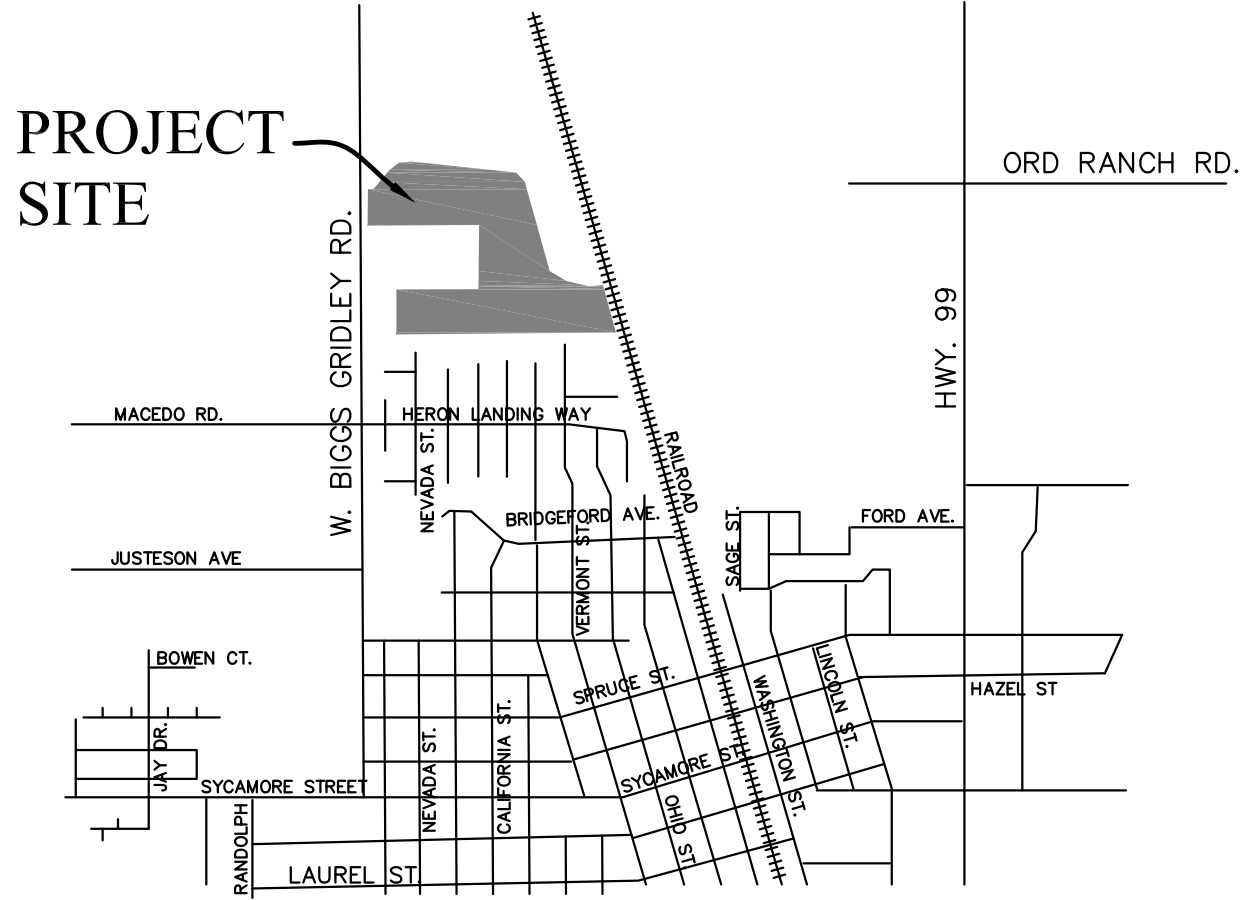 PROJECT
SITE
ORD RANCH RD.
W. BIGGS GRIDLEY RD.
HWY. 99
MACEDO RD.
HERON LANDING WAY
NEVADA ST.
RAILROAD
BRIDGEFORD AVE.
SAGE ST.
FORD AVE.
JUSTESON AVE
VERMONT ST.
BOWEN CT.
SPRUCE ST.
LINCOLN ST.
HAZEL ST
WASHINGTON ST.
JAY DR.
NEVADA ST.
CALIFORNIA ST.
SYCAMORE ST.
SYCAMORE STREET
OHIO ST
RANDOLPH
LAUREL ST.